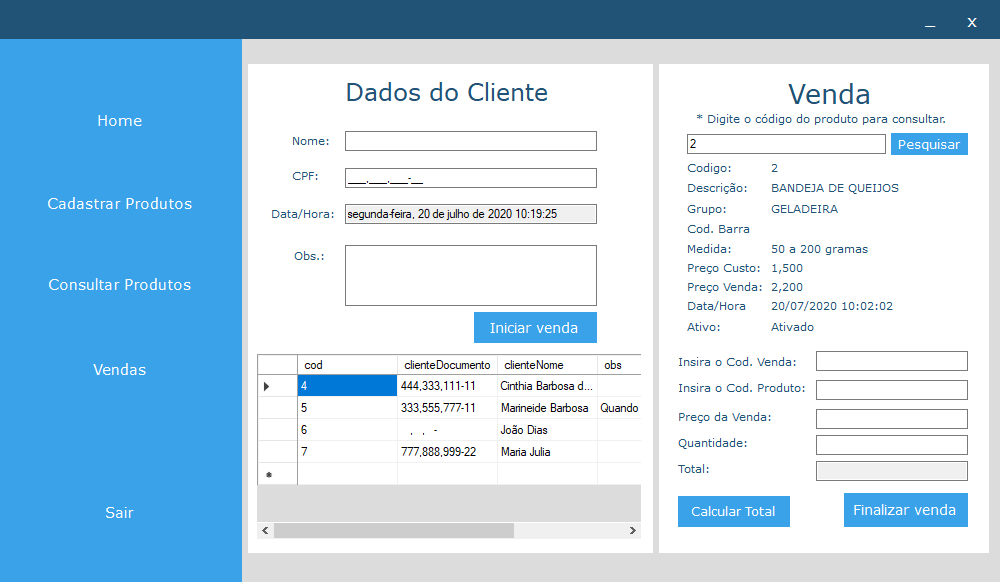 _ X
Home
Cadastrar Produtos
Consultar Produtos
Vendas
Sair
Dados do Cliente
Nome:
CPF:
___.___.___-__
Data/Hora:
segunda-feira, 20 de julho de 2020 10:19:25
Obs.:
Iniciar venda
cod clienteDocumento clienteNome obs
4 444,333,111-11 Cinthia Barbosa d...
5 333,555,777-11 Marineide Barbosa Quando
6 , , - João Dias
7 777,888,999-22 Maria Julia
Venda
* Digite o código do produto para consultar.
2 Pesquisar
Codigo: 2
Descrição: BANDEJA DE QUEIJOS
Grupo: GELADEIRA
Cod. Barra
Medida: 50 a 200 gramas
Preço Custo: 1,500
Preço Venda: 2,200
Data/Hora 20/07/2020 10:02:02
Ativo: Ativado
Insira o Cod. Venda:
Insira o Cod. Produto:
Preço da Venda:
Quantidade:
Total:
Calcular Total
Finalizar venda